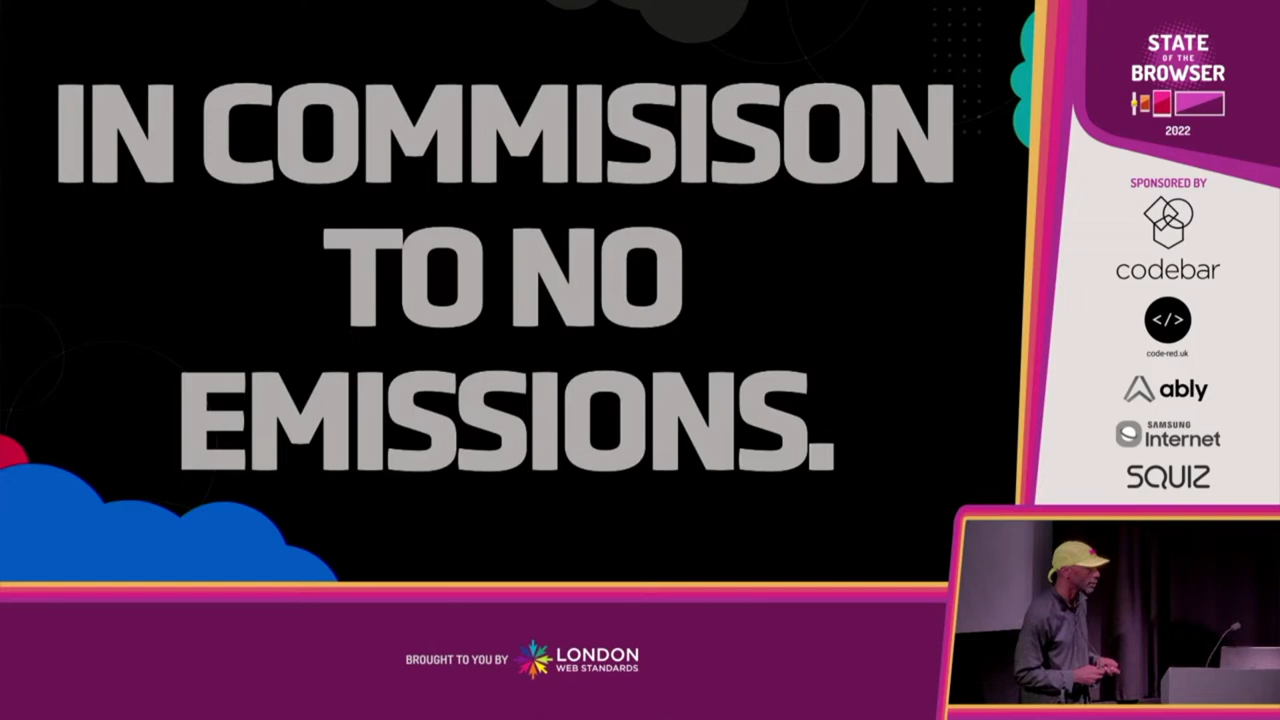 IN COMMISISON
TO NO
EMISSIONS.
STATE
OF THE
BROWSER
2022
SPONSORED BY
codebar
</>
code-red.uk
ably
SAMSUNG
Internet
SQUIZ
BROUGHT TO YOU BY
LONDON
WEB STANDARDS